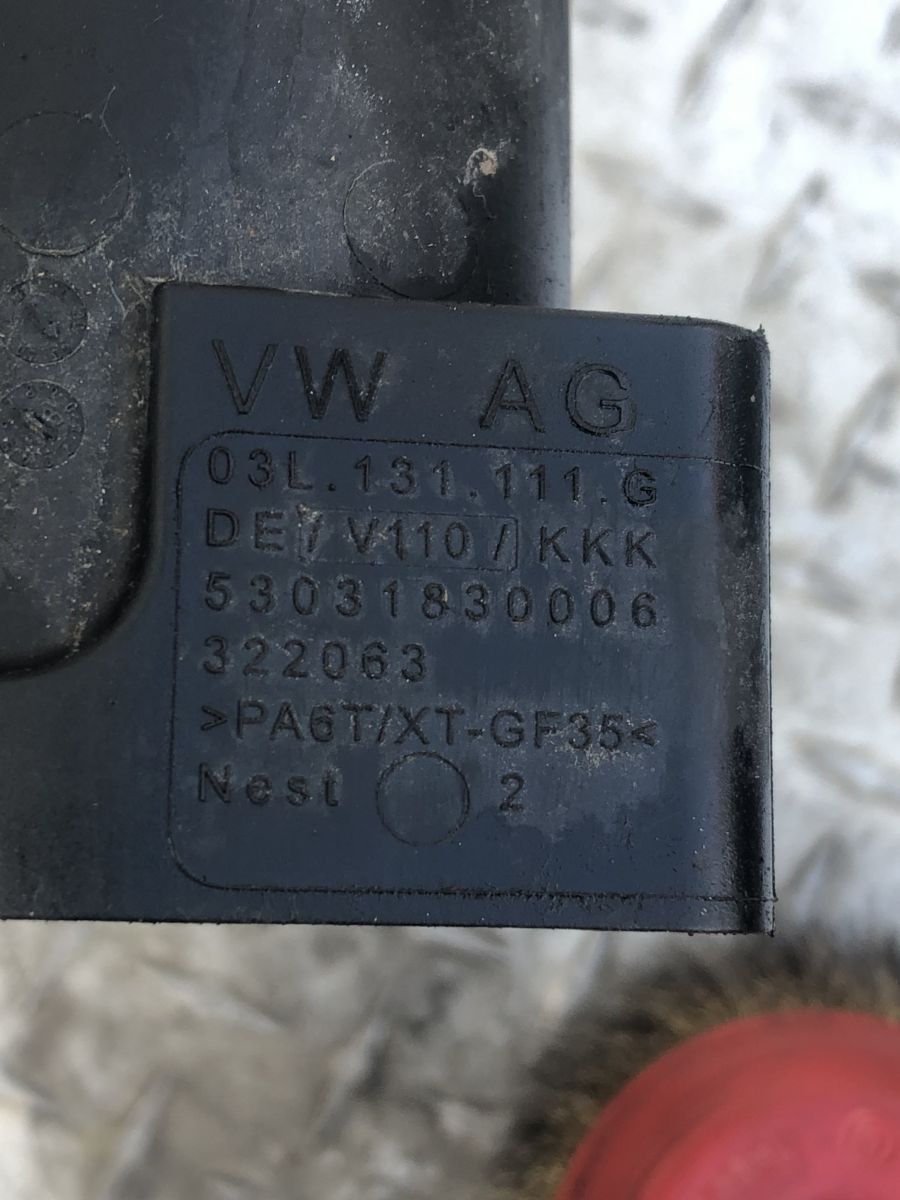 VW AG
03L.131.111.G
DE/ V110 / KKK
53031830006
322063
>PA6T/XT-GF35<
Nest 2